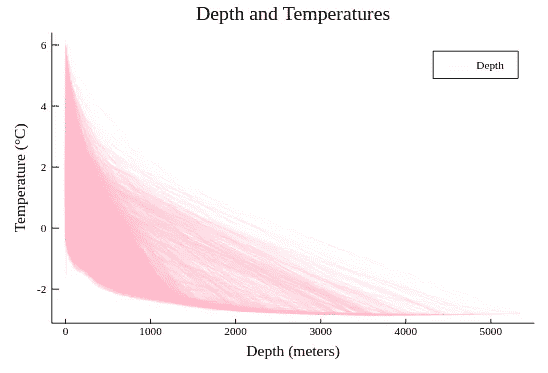 Depth and Temperatures
Depth
Temperature (°C)
6
4
2
0
-2
0 1000 2000 3000 4000 5000
Depth (meters)